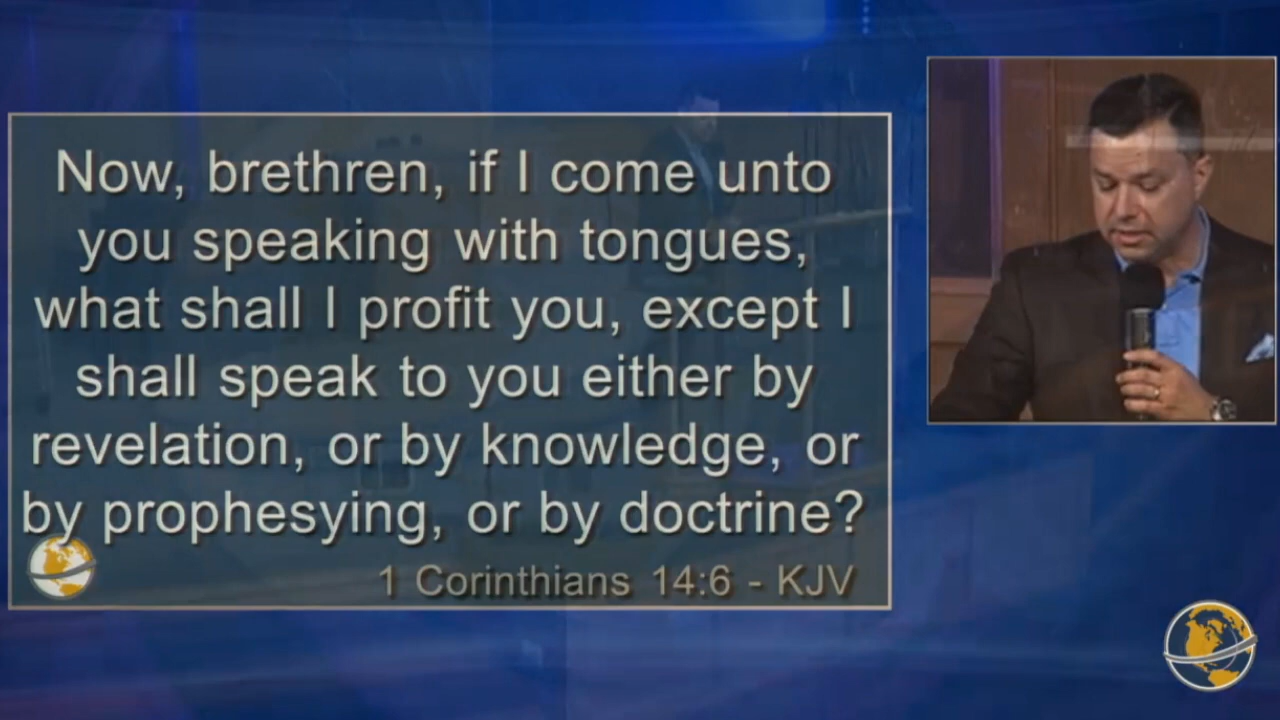 Now, brethren, if I come unto
you speaking with tongues,
what shall I profit you, except I
shall speak to you either by
revelation, or by knowledge, or
by prophesying, or by doctrine?
1 Corinthians 14:6 - KJV